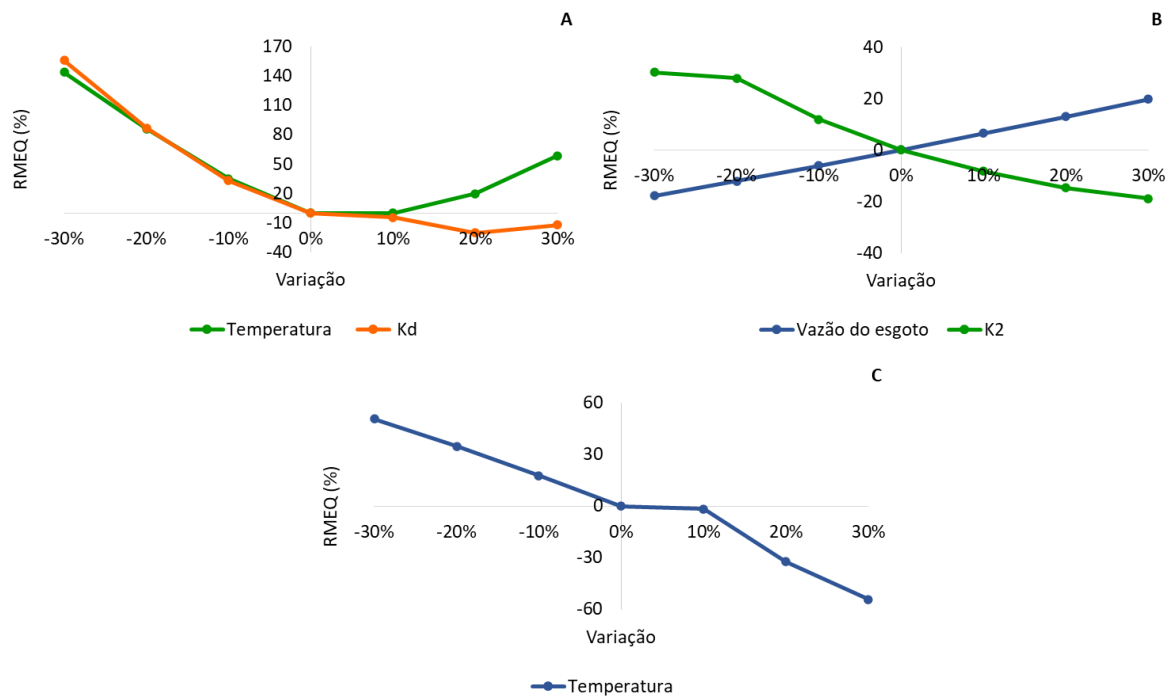 A
170
140
110
80
50
20
-10
-40
RMEQ (%)
-30% -20% -10% 0% 10% 20% 30%
Variação
Temperatura Kd
B
40
20
0
-20
-40
RMEQ (%)
-30% -20% -10% 0% 10% 20% 30%
Variação
Vazão do esgoto K2
C
60
30
0
-30
-60
RMEQ (%)
-30% -20% -10% 0% 10% 20% 30%
Variação
Temperatura